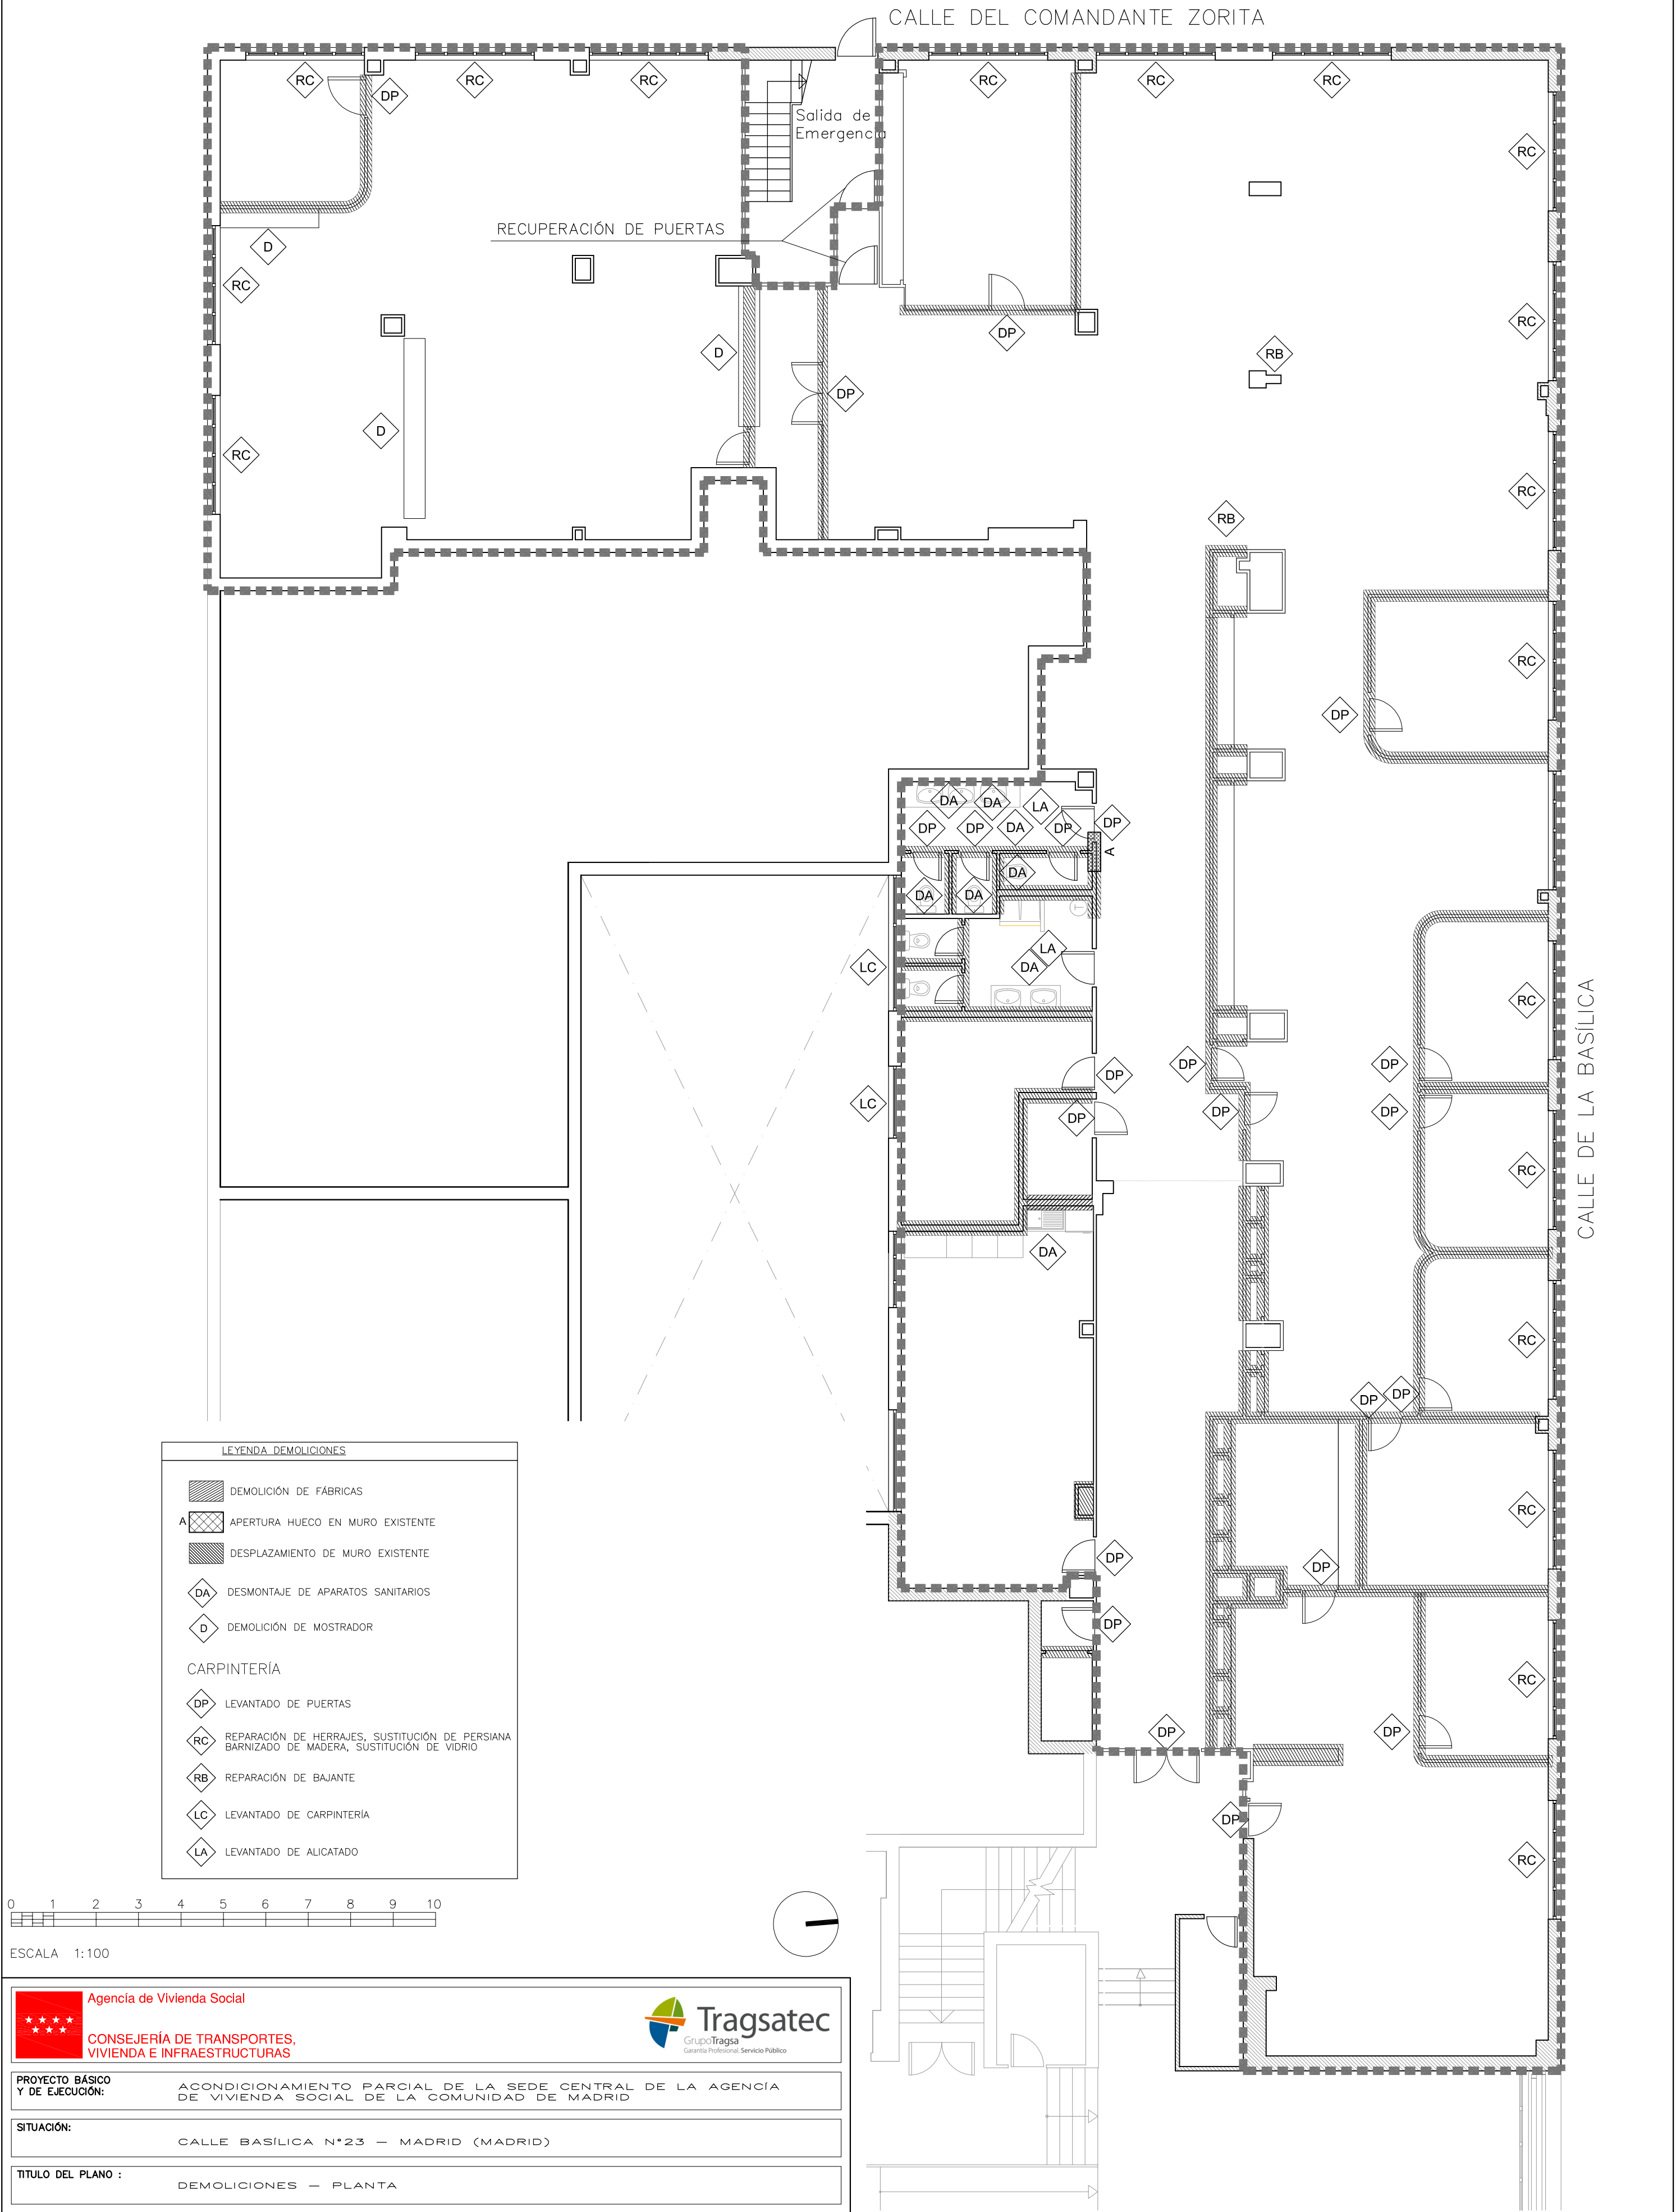 CALLE DEL COMANDANTE ZORITA
RC
RC
RC
RC
RC
RC
DP
Salida de
Emergencia
RC
RECUPERACIÓN DE PUERTAS
D
RC
RC
DP
D
RB
DP
D
RC
RC
RB
RC
DP
DA
DA
LA
DP
DP
DA
DP
DP
A
DA
DA
DA
LC
LA
DA
RC
CALLE DE LA BASÍLICA
DP
DP
DP
LC
DP
DP
DP
RC
DA
RC
DP
DP
RC
DP
DP
DP
RC
DP
DP
DP
RC
LEYENDA DEMOLICIONES
DEMOLICIÓN DE FÁBRICAS
A
APERTURA HUECO EN MURO EXISTENTE
DESPLAZAMIENTO DE MURO EXISTENTE
DA DESMONTAJE DE APARATOS SANITARIOS
D DEMOLICIÓN DE MOSTRADOR
CARPINTERÍA
DP LEVANTADO DE PUERTAS
RC REPARACIÓN DE HERRAJES, SUSTITUCIÓN DE PERSIANA
BARNIZADO DE MADERA, SUSTITUCIÓN DE VIDRIO
RB REPARACIÓN DE BAJANTE
LC LEVANTADO DE CARPINTERÍA
LA LEVANTADO DE ALICATADO
0 1 2 3 4 5 6 7 8 9 10
ESCALA 1:100
Agencia de Vivienda Social
CONSEJERÍA DE TRANSPORTES,
VIVIENDA E INFRAESTRUCTURAS
Tragsatec
GrupoTragsa
Garantía Profesional. Servicio Público
PROYECTO BÁSICO
Y DE EJECUCIÓN:
ACONDICIONAMIENTO PARCIAL DE LA SEDE CENTRAL DE LA AGENCÍA
DE VIVIENDA SOCIAL DE LA COMUNIDAD DE MADRID
SITUACIÓN:
CALLE BASÍLICA Nº23 – MADRID (MADRID)
TITULO DEL PLANO :
DEMOLICIONES – PLANTA